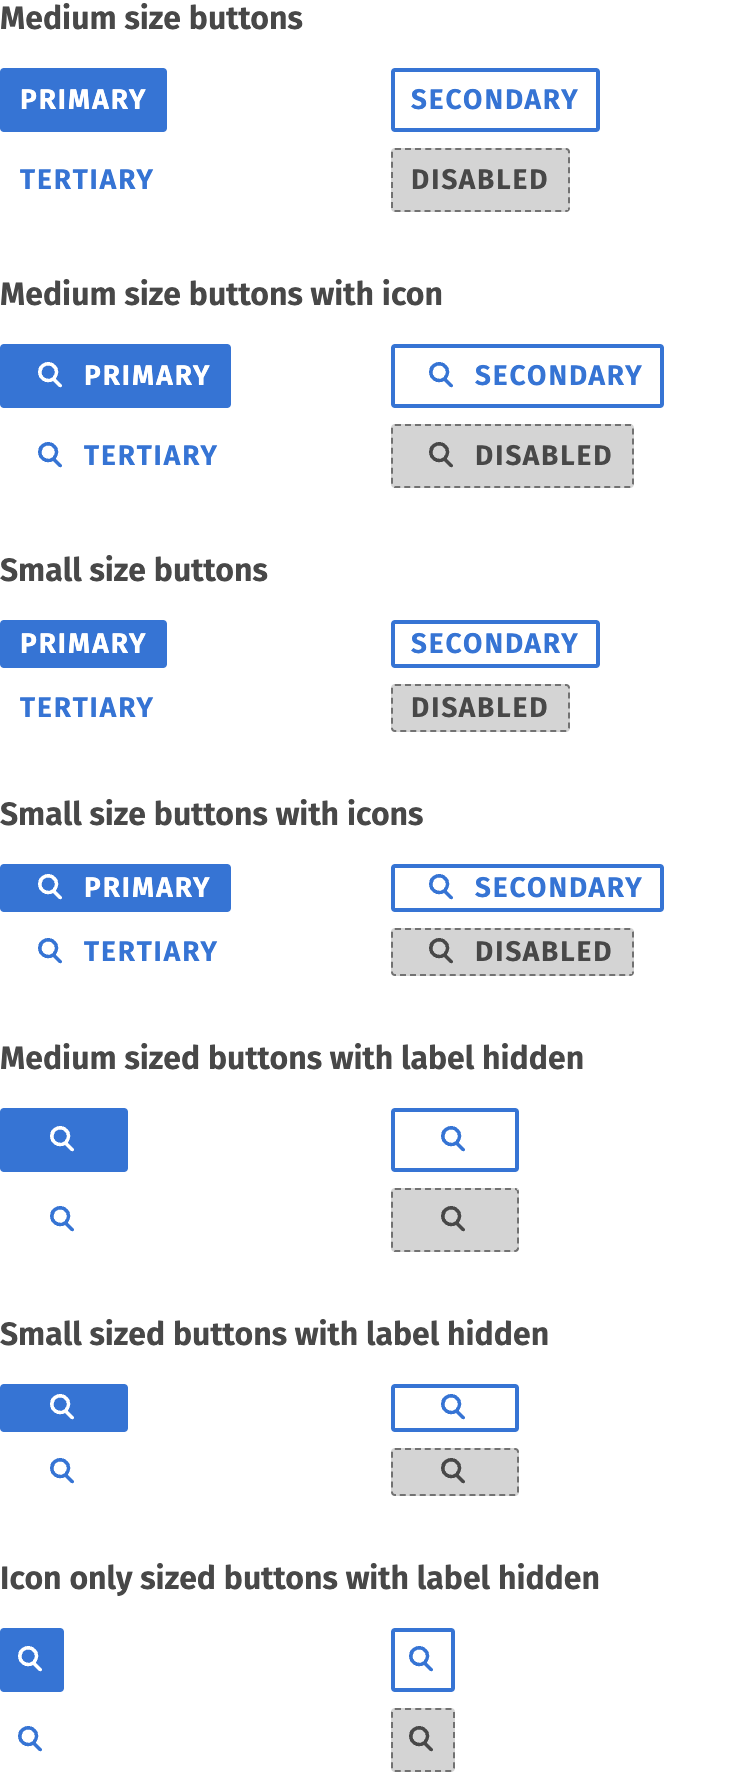 Medium size buttons
PRIMARY
SECONDARY
TERTIARY
DISABLED
Medium size buttons with icon
PRIMARY
SECONDARY
TERTIARY
DISABLED
Small size buttons
PRIMARY
SECONDARY
TERTIARY
DISABLED
Small size buttons with icons
PRIMARY
SECONDARY
TERTIARY
DISABLED
Medium sized buttons with label hidden
Small sized buttons with label hidden
Icon only sized buttons with label hidden